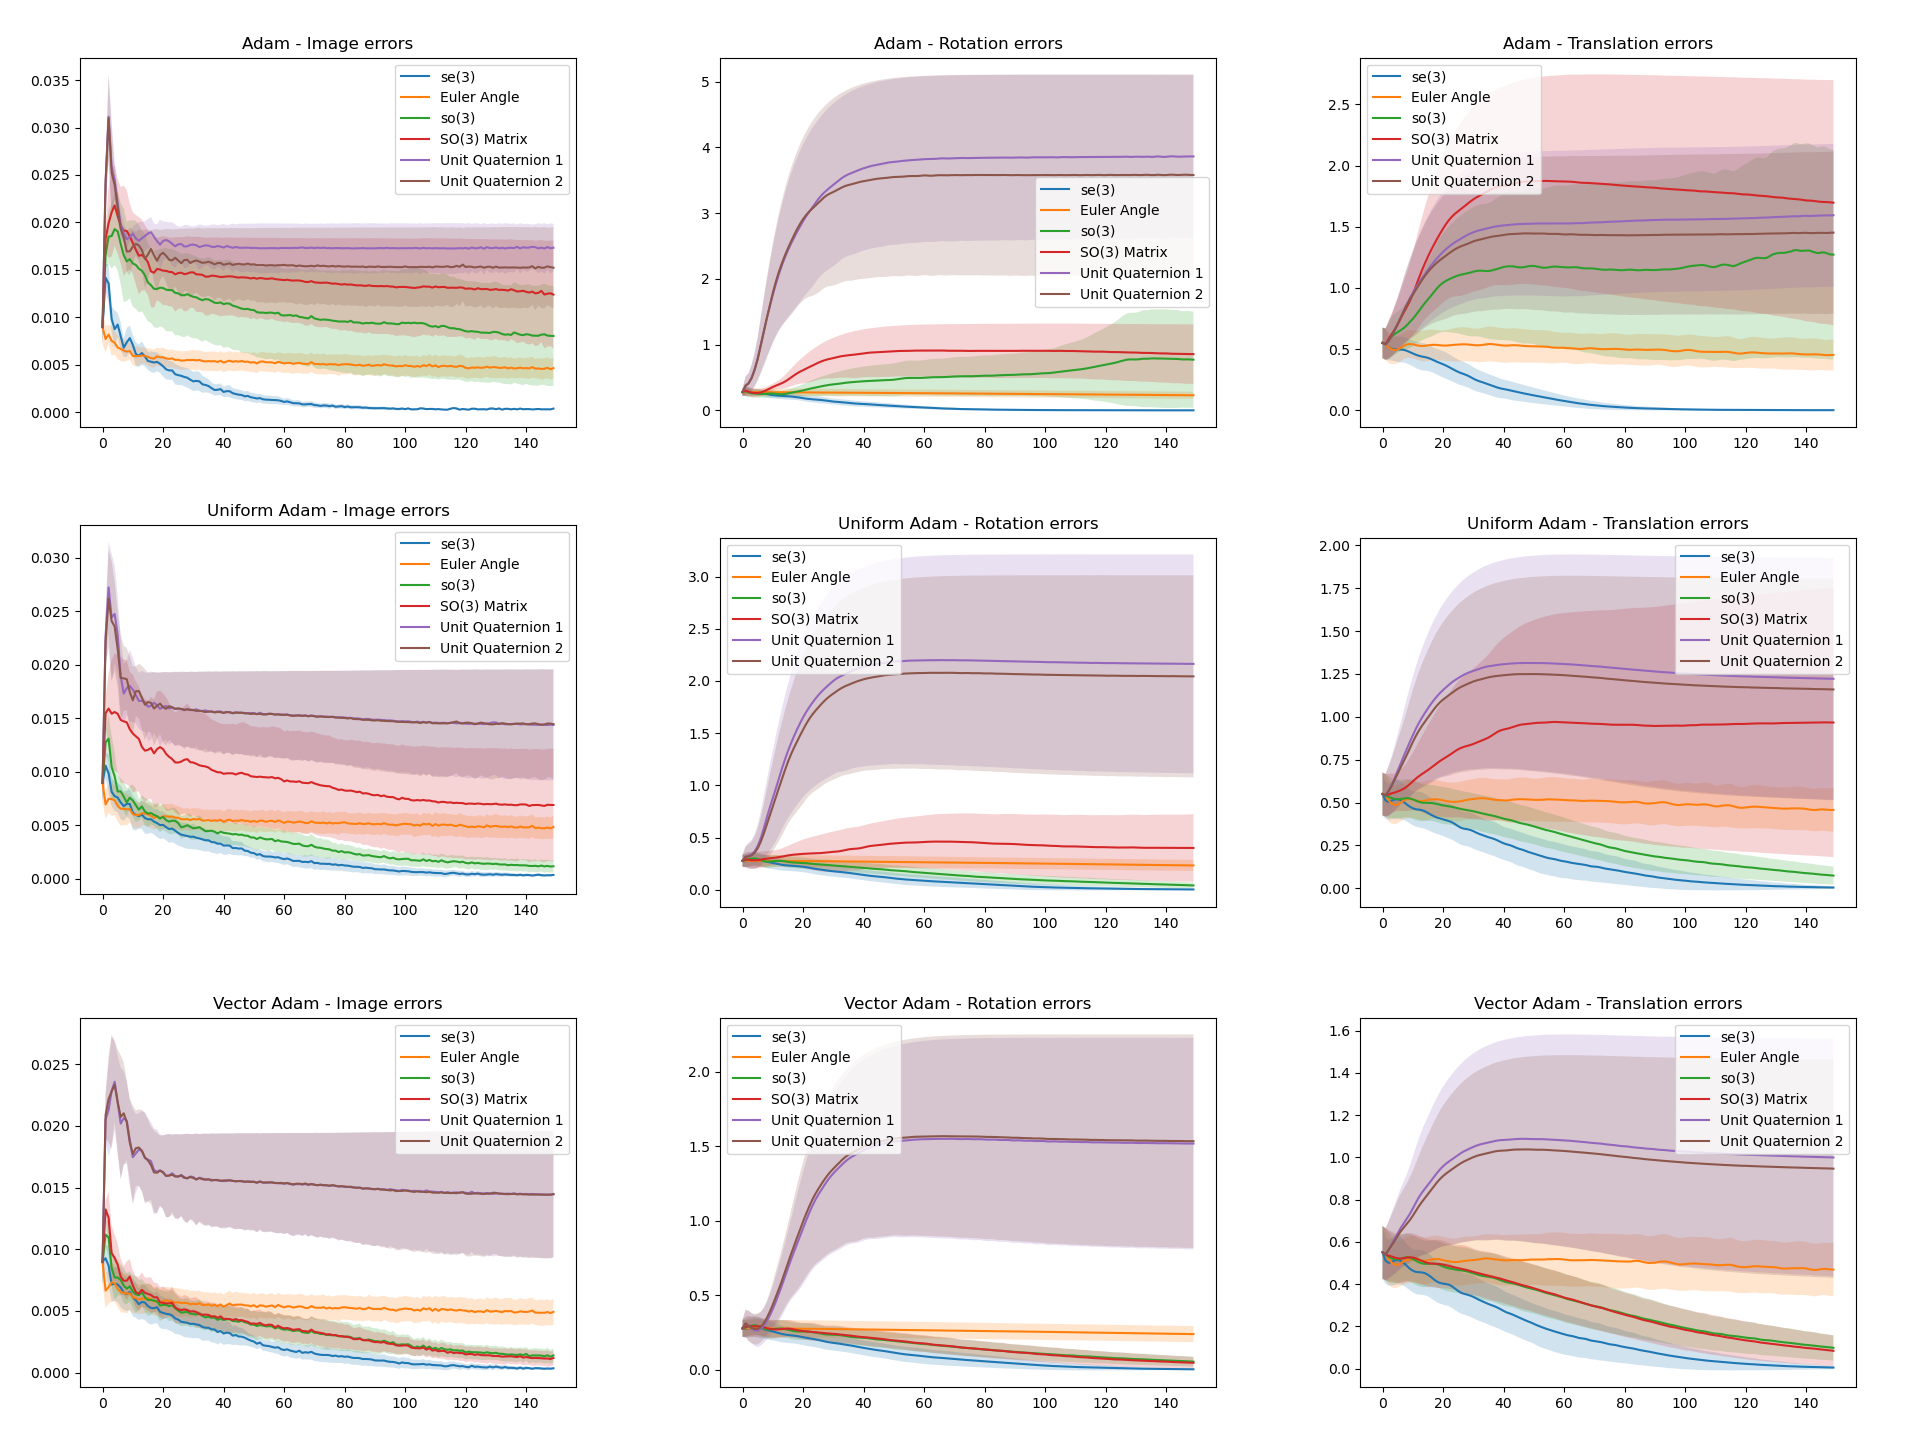 Adam - Image errors
0.035
0.030
0.025
0.020
0.015
0.010
0.005
0.000
0 20 40 60 80 100 120 140
se(3)
Euler Angle
so(3)
SO(3) Matrix
Unit Quaternion 1
Unit Quaternion 2
Adam - Rotation errors
5
4
3
2
1
0
0 20 40 60 80 100 120 140
se(3)
Euler Angle
so(3)
SO(3) Matrix
Unit Quaternion 1
Unit Quaternion 2
Adam - Translation errors
2.5
2.0
1.5
1.0
0.5
0.0
0 20 40 60 80 100 120 140
se(3)
Euler Angle
so(3)
SO(3) Matrix
Unit Quaternion 1
Unit Quaternion 2
Uniform Adam - Image errors
0.030
0.025
0.020
0.015
0.010
0.005
0.000
0 20 40 60 80 100 120 140
se(3)
Euler Angle
so(3)
SO(3) Matrix
Unit Quaternion 1
Unit Quaternion 2
Uniform Adam - Rotation errors
3.0
2.5
2.0
1.5
1.0
0.5
0.0
0 20 40 60 80 100 120 140
se(3)
Euler Angle
so(3)
SO(3) Matrix
Unit Quaternion 1
Unit Quaternion 2
Uniform Adam - Translation errors
2.00
1.75
1.50
1.25
1.00
0.75
0.50
0.25
0.00
0 20 40 60 80 100 120 140
se(3)
Euler Angle
so(3)
SO(3) Matrix
Unit Quaternion 1
Unit Quaternion 2
Vector Adam - Image errors
0.025
0.020
0.015
0.010
0.005
0.000
0 20 40 60 80 100 120 140
se(3)
Euler Angle
so(3)
SO(3) Matrix
Unit Quaternion 1
Unit Quaternion 2
Vector Adam - Rotation errors
2.0
1.5
1.0
0.5
0.0
0 20 40 60 80 100 120 140
se(3)
Euler Angle
so(3)
SO(3) Matrix
Unit Quaternion 1
Unit Quaternion 2
Vector Adam - Translation errors
1.6
1.4
1.2
1.0
0.8
0.6
0.4
0.2
0.0
0 20 40 60 80 100 120 140
se(3)
Euler Angle
so(3)
SO(3) Matrix
Unit Quaternion 1
Unit Quaternion 2